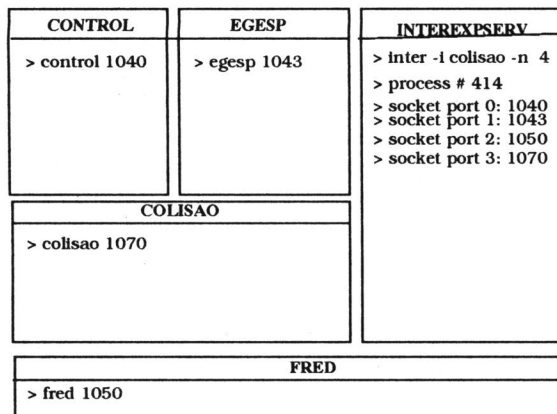 CONTROL
> control 1040
EGESP
> egesp 1043
INTEREXPSERV
> inter -i colisao -n 4
> process # 414
> socket port 0: 1040
> socket port 1: 1043
> socket port 2: 1050
> socket port 3: 1070
COLISAO
> colisao 1070
FRED
> fred 1050